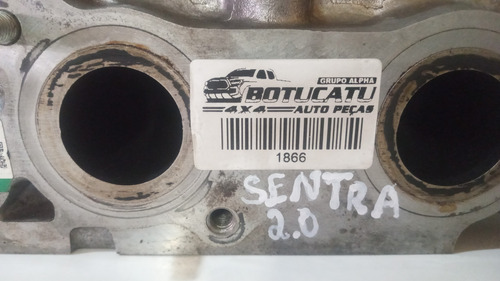 GRUPO ALPHA
BOTUCATU
4X4 AUTO PEÇAS
1866
SENTRA
2.0